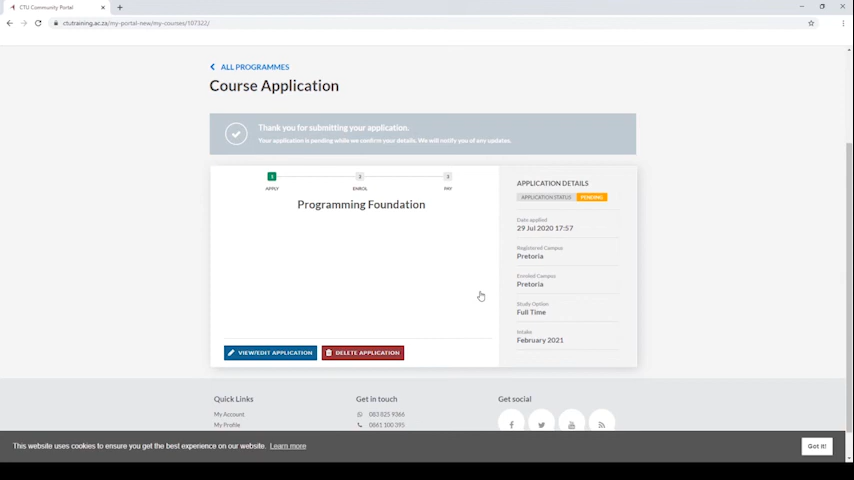 CTU Community Portal
ctutraining.ac.za/my-portal-new/my-courses/107322/
ALL PROGRAMMES
Course Application
Thank you for submitting your application.
Your application is pending while we confirm your details. We will notify you of any updates.
1
2
3
APPLY
ENROL
PAY
Programming Foundation
APPLICATION DETAILS
APPLICATION STATUS PENDING
Date applied
29 Jul 2020 17:57
Registered Campus
Pretoria
Enroled Campus
Pretoria
Study Option
Full Time
Intake
February 2021
VIEW/EDIT APPLICATION
DELETE APPLICATION
Quick Links
My Account
My Profile
Get in touch
083 825 9366
0861 100 395
Get social
This website uses cookies to ensure you get the best experience on our website. Learn more
Got it!